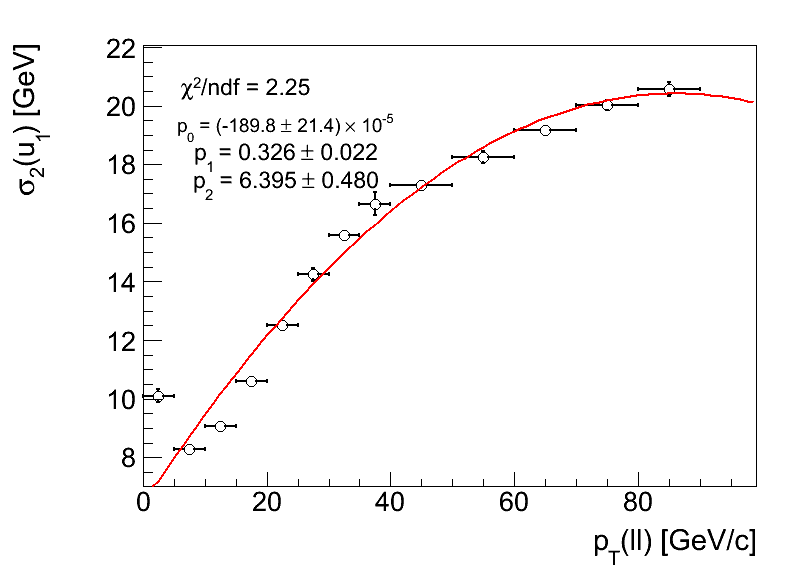 σ₂(u₁) [GeV]
22
20
18
16
14
12
10
8
χ²/ndf = 2.25
p₀ = (-189.8 ± 21.4) × 10⁻⁵
p₁ = 0.326 ± 0.022
p₂ = 6.395 ± 0.480
0 20 40 60 80
p_T(ll) [GeV/c]